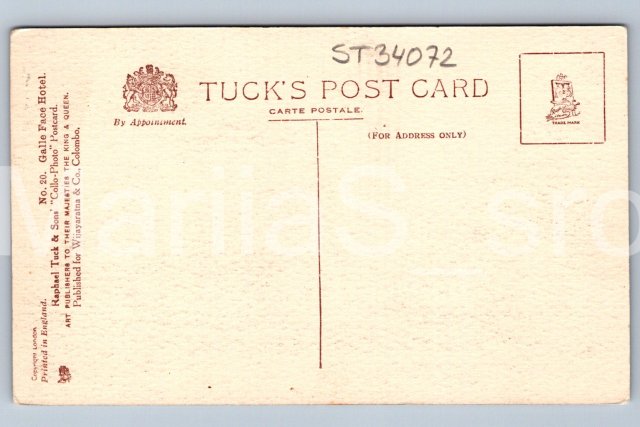 ST34072
TUCK'S POST CARD
CARTE POSTALE.
By Appointment.
(FOR ADDRESS ONLY)
TRADE MARK
No. 20. Galle Face Hotel.
Raphael Tuck & Sons "Collo-Photo" Postcard.
ART PUBLISHERS TO THEIR MAJESTIES THE KING & QUEEN.
Published for Wijayaratna & Co., Colombo.
Copyright London
Printed in England.